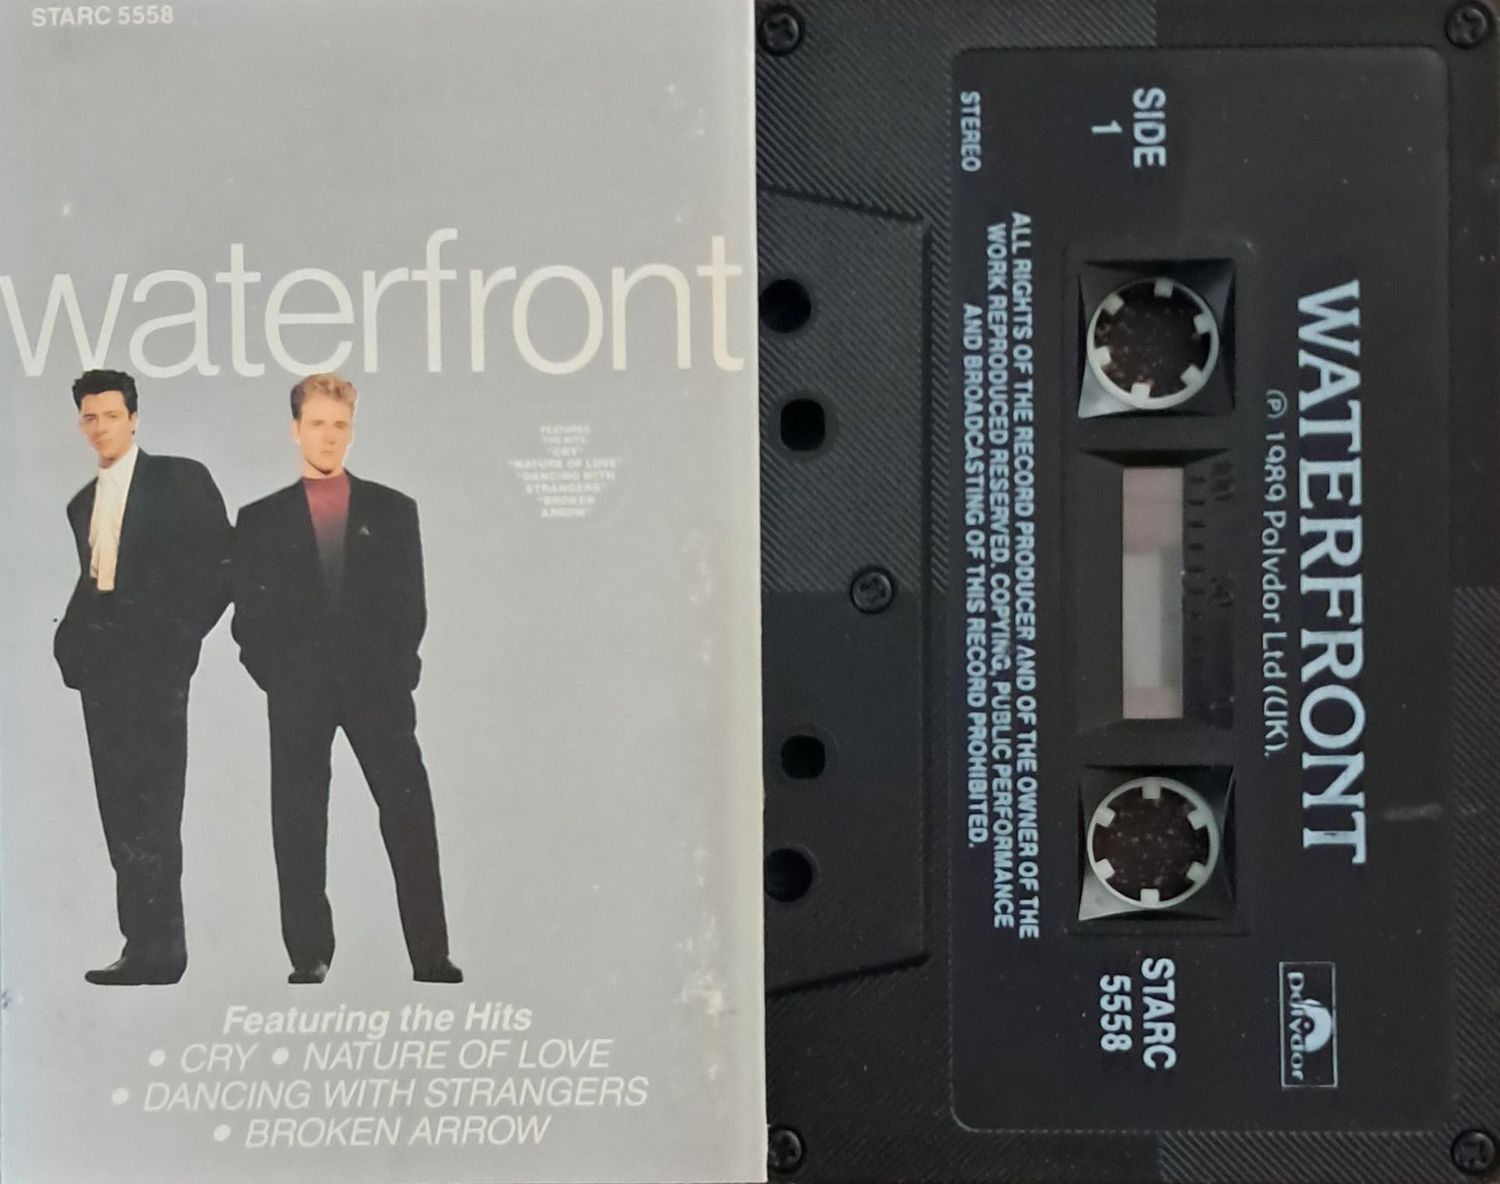 STARC 5558
waterfront
FEATURES
THE HITS
"CRY"
"NATURE OF LOVE"
"DANCING WITH
STRANGERS"
"BROKEN
ARROW"
Featuring the Hits
• CRY • NATURE OF LOVE
• DANCING WITH STRANGERS
• BROKEN ARROW
WATERFRONT
℗ 1989 Polydor Ltd (UK).
SIDE
1
STARC
5558
Polydor
STEREO
ALL RIGHTS OF THE RECORD PRODUCER AND OF THE OWNER OF THE
WORK REPRODUCED RESERVED. COPYING, PUBLIC PERFORMANCE
AND BROADCASTING OF THIS RECORD PROHIBITED.